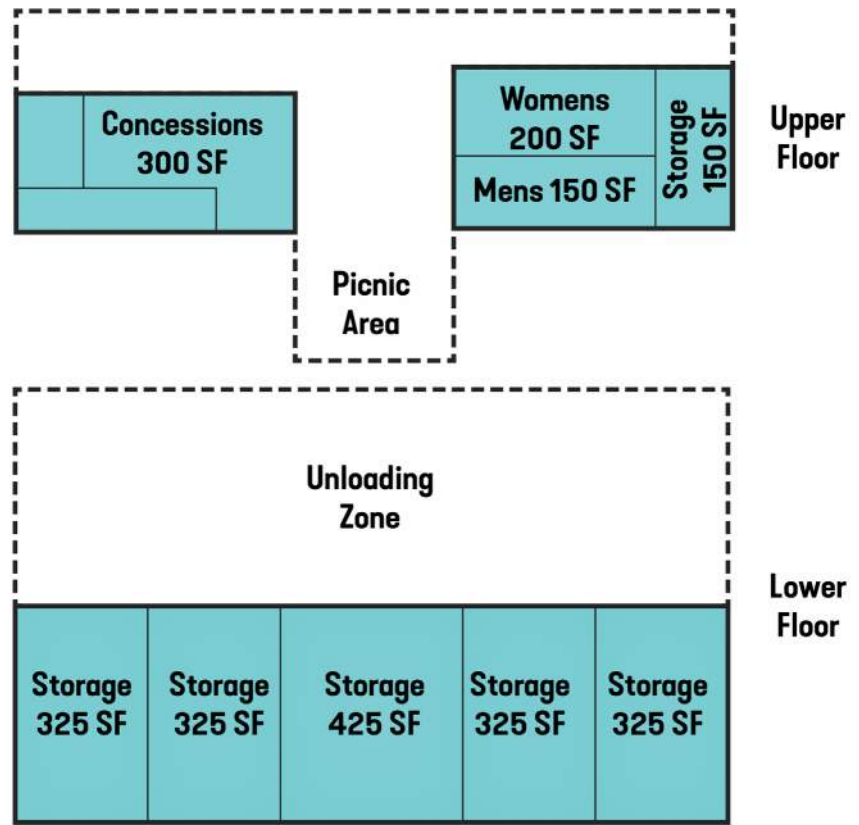 Concessions
300 SF
Womens
200 SF
Mens 150 SF
Storage
150 SF
Upper
Floor
Picnic
Area
Unloading
Zone
Lower
Floor
Storage
325 SF
Storage
325 SF
Storage
425 SF
Storage
325 SF
Storage
325 SF